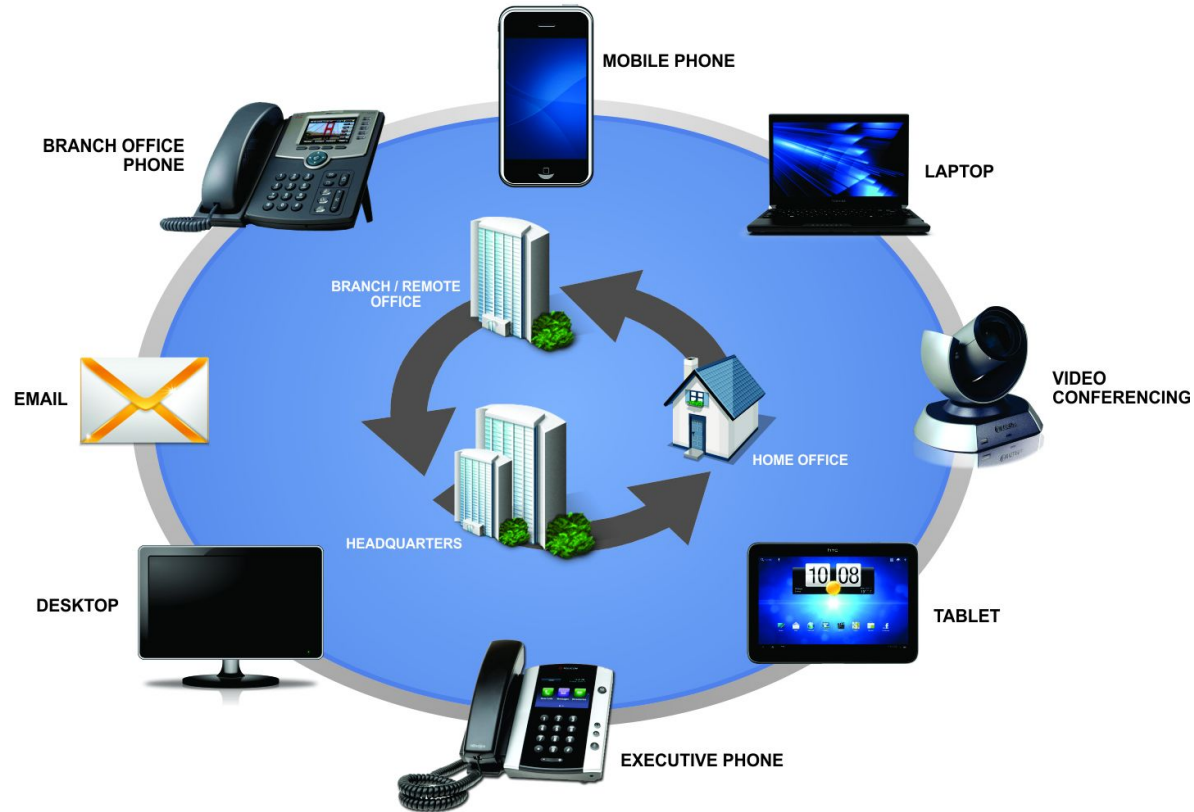 MOBILE PHONE
BRANCH OFFICE
PHONE
LAPTOP
BRANCH / REMOTE
OFFICE
VIDEO
CONFERENCING
EMAIL
HOME OFFICE
HEADQUARTERS
DESKTOP
hTC
10 08
TABLET
EXECUTIVE PHONE